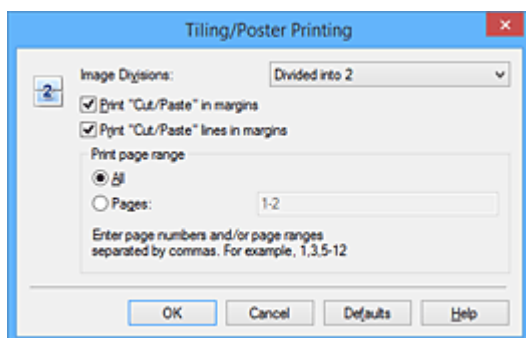 Tiling/Poster Printing
×
2
Image Divisions: Divided into 2
Print "Cut/Paste" in margins
Print "Cut/Paste" lines in margins
Print page range
All
Pages: 1-2
Enter page numbers and/or page ranges
separated by commas. For example, 1,3,5-12
OK Cancel Defaults Help